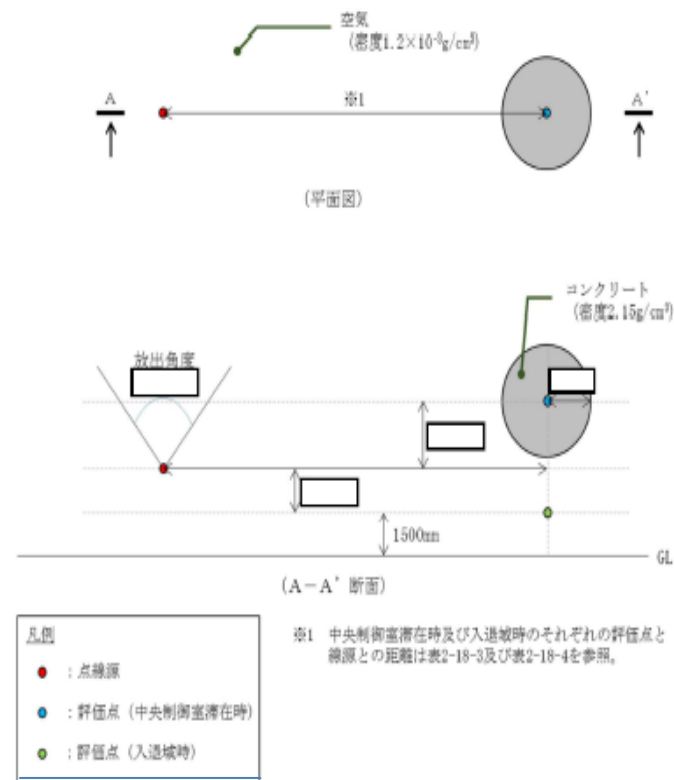 空気
(密度1.2×10⁻³g/cm³)
A
※1
A'
(平面図)
コンクリート
(密度2.15g/cm³)
放出角度
1500mm
GL
(A-A' 断面)
凡例
:点線源
:評価点(中央制御室滞在時)
:評価点(入退域時)
※1 中央制御室滞在時及び入退域時のそれぞれの評価点と
線源との距離は表2-18-3及び表2-18-4を参照。